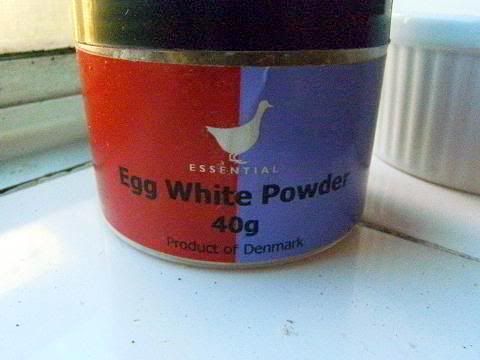 ESSENTIAL
Egg White Powder
40g
Product of Denmark